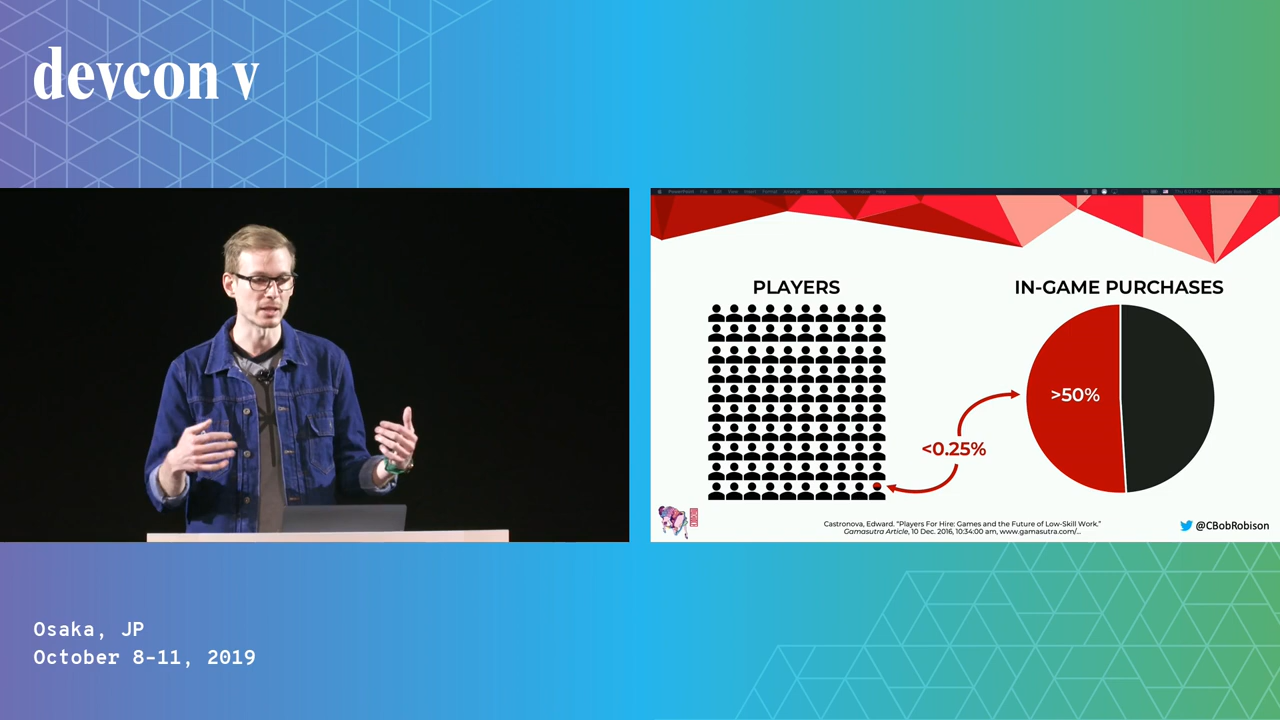 devcon v
PLAYERS
IN-GAME PURCHASES
>50%
<0.25%
Castronova, Edward. “Players For Hire: Games and the Future of Low-Skill Work.”
Gamasutra Article, 10 Dec. 2016, 10:34:00 am, www.gamasutra.com/...
@CBobRobison
Osaka, JP
October 8–11, 2019